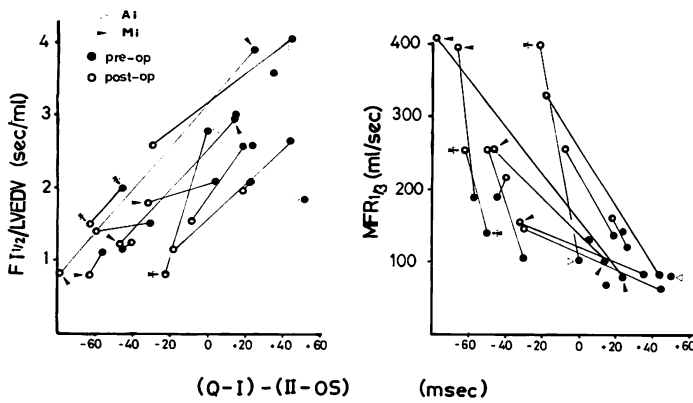 Ai
Mi
pre-op
post-op
FT1/2/LVEDV (sec/ml)
4
3
2
1
-60 -40 -20 0 +20 +40 +60
MFR1/3 (ml/sec)
400
300
200
100
-60 -40 -20 0 +20 +40 +60
(Q-I)-(II-OS) (msec)